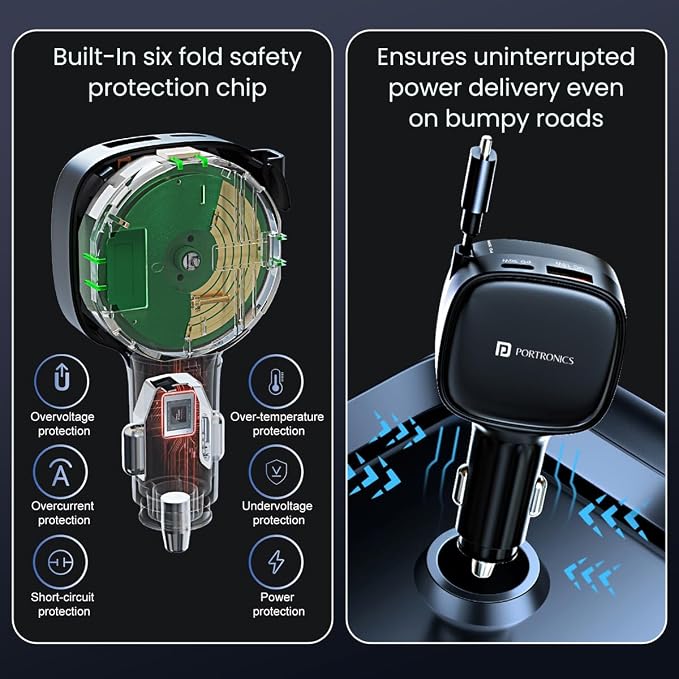 Built-In six fold safety
protection chip
Overvoltage
protection
Over-temperature
protection
Overcurrent
protection
Undervoltage
protection
Short-circuit
protection
Power
protection
Ensures uninterrupted
power delivery even
on bumpy roads
PORTRONICS